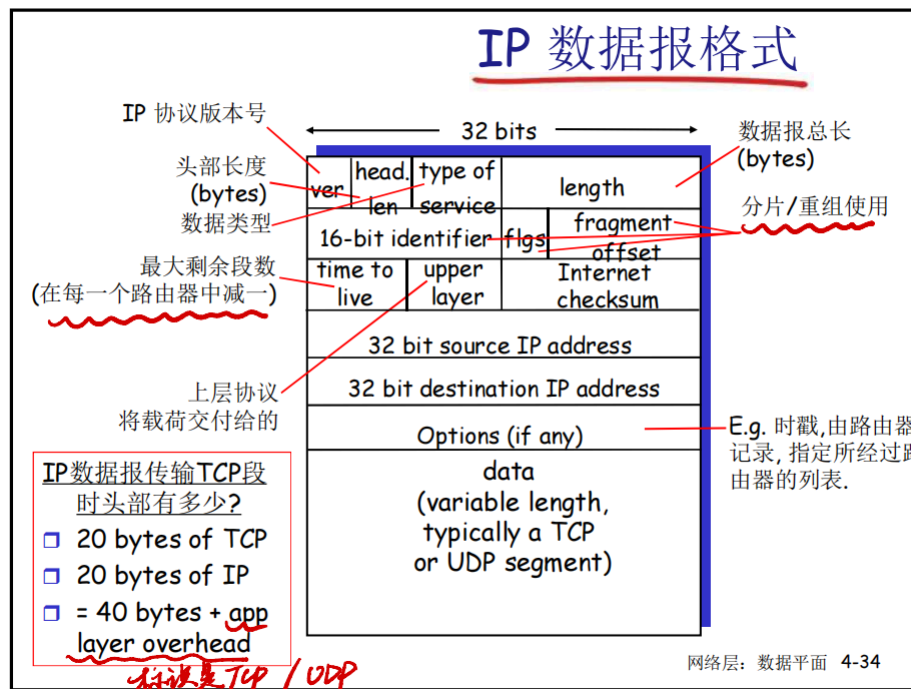 IP 数据报格式
IP 协议版本号
32 bits
数据报总长
(bytes)
头部长度
(bytes)
数据类型
ver
head.
len
type of
service
length
分片/重组使用
16-bit identifier
flgs
fragment
offset
最大剩余段数
(在每一个路由器中减一)
time to
live
upper
layer
Internet
checksum
32 bit source IP address
32 bit destination IP address
上层协议
将载荷交付给的
Options (if any)
E.g. 时戳,由路由器
记录, 指定所经过路
由器的列表.
data
(variable length,
typically a TCP
or UDP segment)
IP数据报传输TCP段
时头部有多少?
20 bytes of TCP
20 bytes of IP
= 40 bytes + app
layer overhead
标识是TCP / UDP
网络层：数据平面 4-34